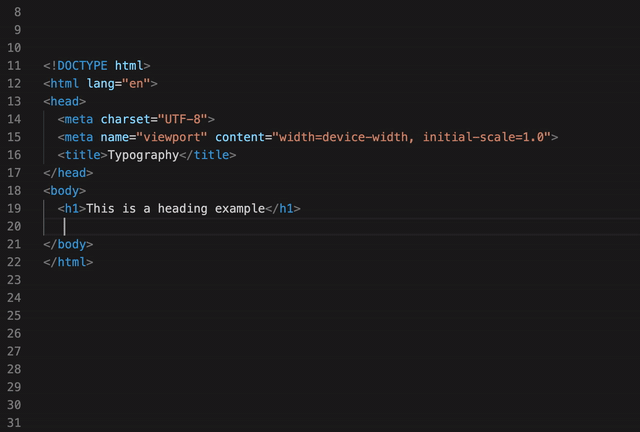 8
9
10
11 <!DOCTYPE html>
12 <html lang="en">
13 <head>
14   <meta charset="UTF-8">
15   <meta name="viewport" content="width=device-width, initial-scale=1.0">
16   <title>Typography</title>
17 </head>
18 <body>
19   <h1>This is a heading example</h1>
20
21 </body>
22 </html>
23
24
25
26
27
28
29
30
31